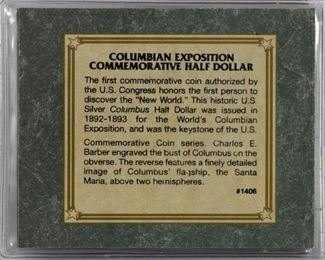 COLUMBIAN EXPOSITION
COMMEMORATIVE HALF DOLLAR
The first commemorative coin authorized by
the U.S. Congress honors the first person to
discover the "New World." This historic U.S
Silver Columbus Half Dollar was issued in
1892-1893 for the World's Columbian
Exposition, and was the keystone of the U.S.
Commemorative Coin series. Charles E.
Barber engraved the bust of Columbus on the
obverse. The reverse features a finely detailed
image of Columbus' flagship, the Santa
Maria, above two hemispheres.
#1406